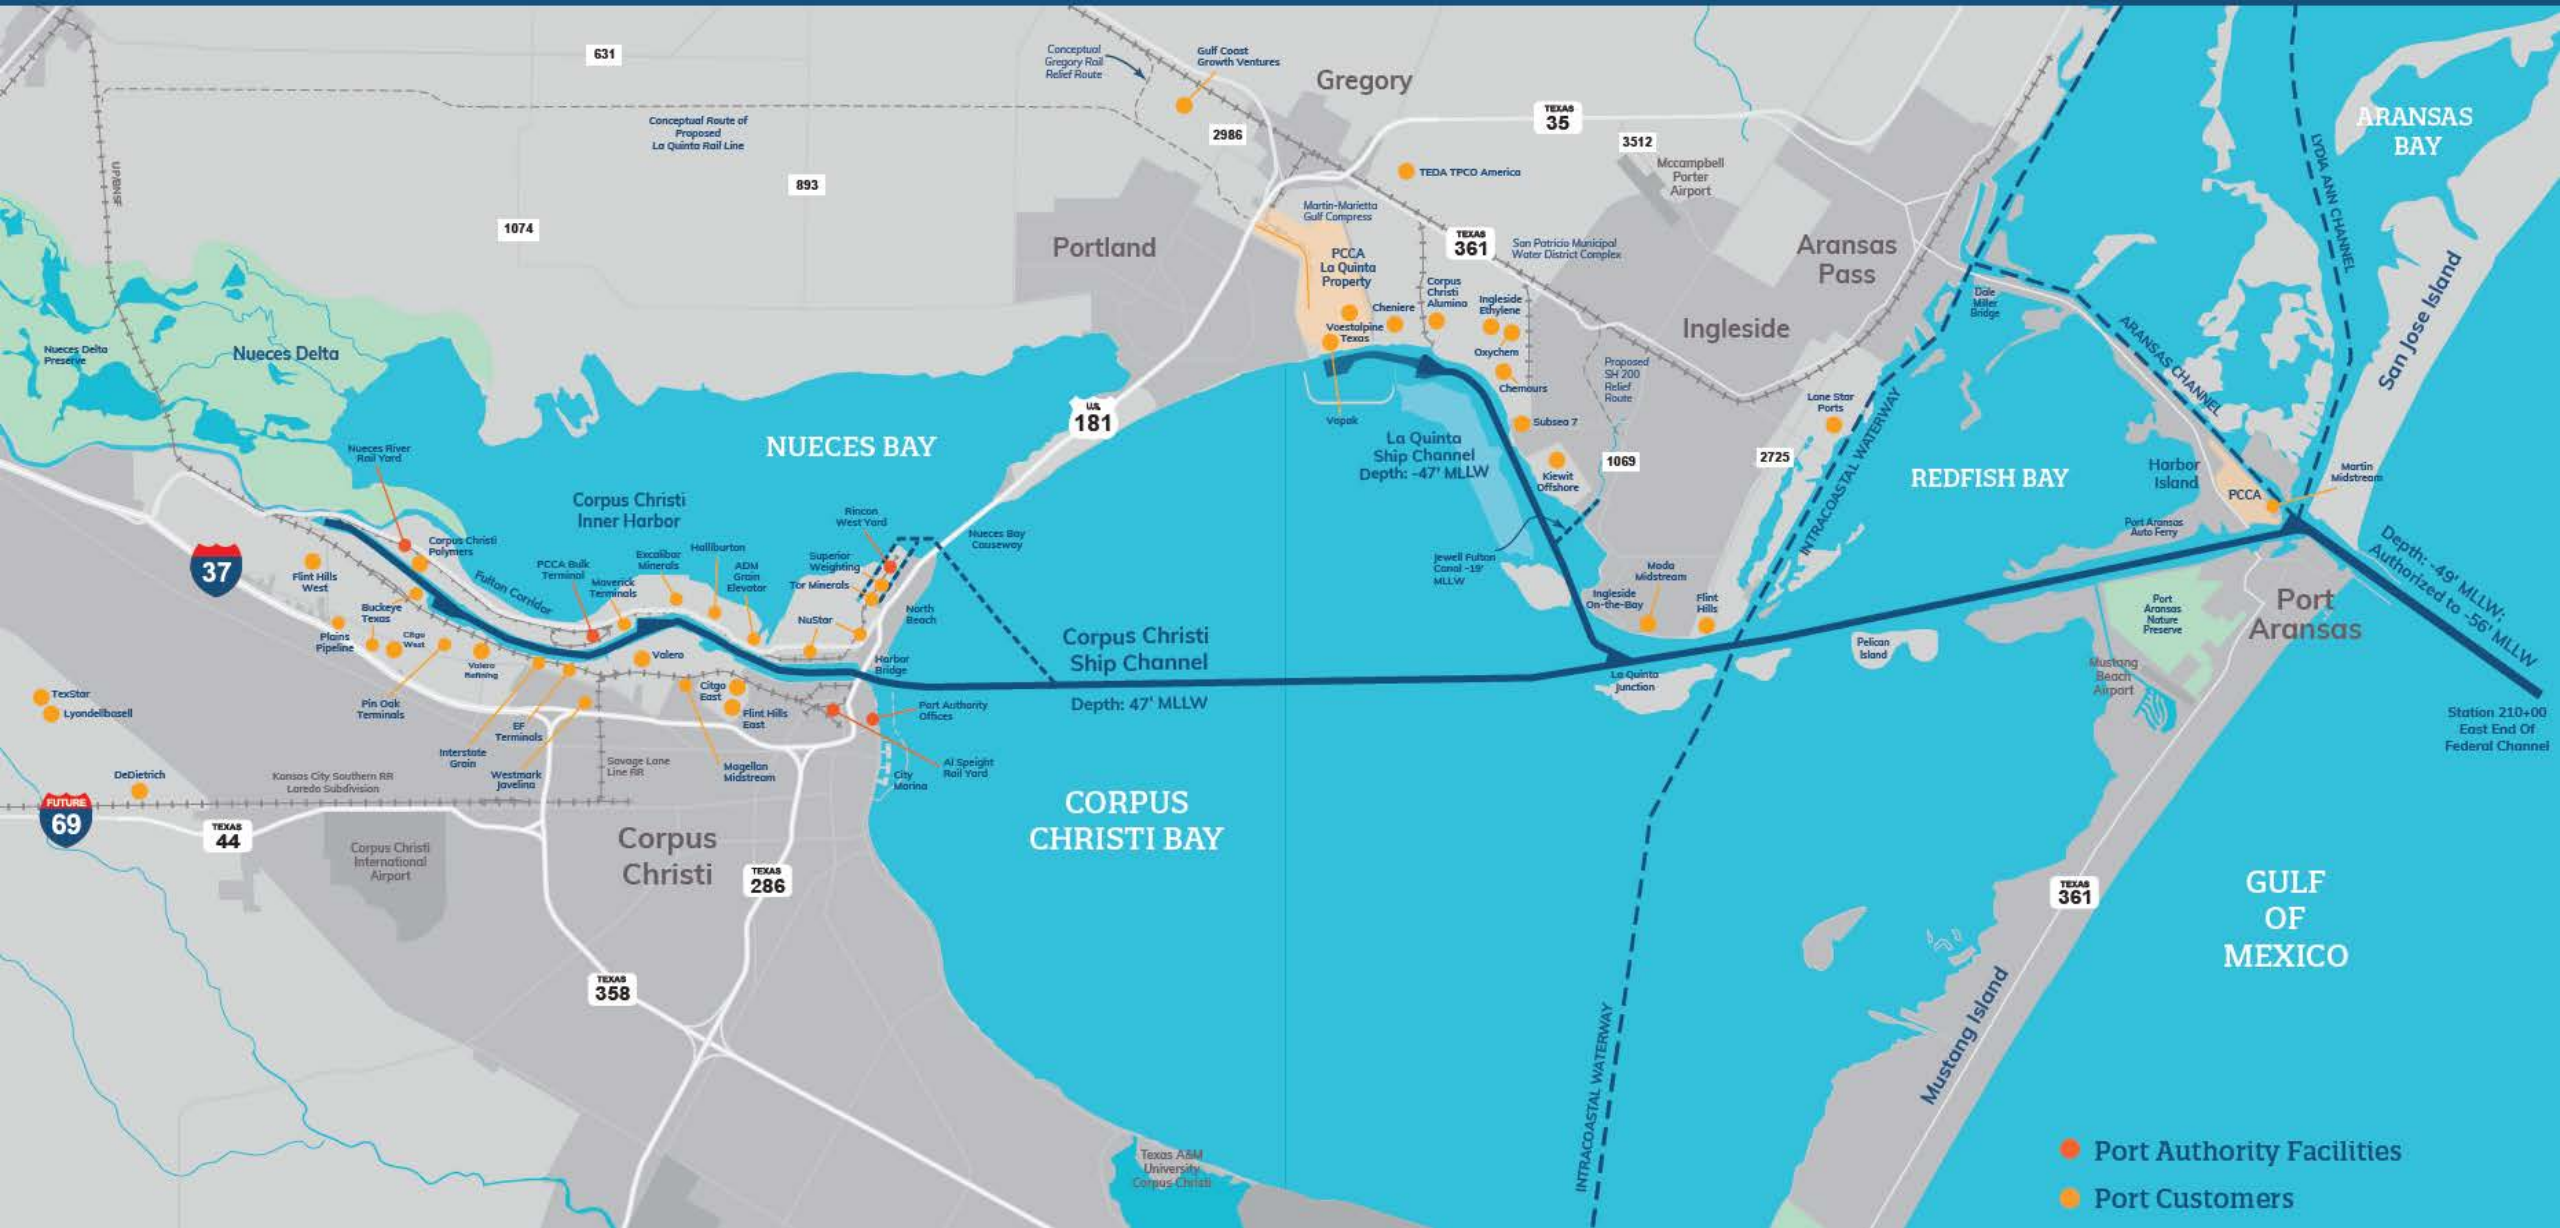 631
Conceptual
Gregory Rail
Relief Route
Gulf Coast
Growth Ventures
Gregory
TEXAS
35
ARANSAS
BAY
Conceptual Route of
Proposed
La Quinta Rail Line
2986
3512
Mccampbell
Porter
Airport
TEDA TPCO America
LYDIA ANN CHANNEL
UP/BNSF
893
1074
Portland
Martin-Marietta
Gulf Compress
TEXAS
361
San Patricio Municipal
Water District Complex
Aransas
Pass
San Jose Island
PCCA
La Quinta
Property
Cheniere
Corpus
Christi
Alumina
Ingleside
Ethylene
Voestalpine
Texas
Oxychem
Chemours
Ingleside
Dale
Miller
Bridge
ARANSAS CHANNEL
Nueces Delta
Preserve
Nueces Delta
Proposed
SH 200
Relief
Route
Lone Star
Ports
INTRACOASTAL WATERWAY
U.S.
181
Vopak
Subsea 7
La Quinta
Ship Channel
Depth: -47' MLLW
1069
2725
Kiewit
Offshore
REDFISH BAY
Harbor
Island
PCCA
Martin
Midstream
Nueces River
Rail Yard
NUECES BAY
Corpus Christi
Inner Harbor
Rincon
West Yard
Nueces Bay
Causeway
Port Aransas
Auto Ferry
Depth: -49' MLLW;
Authorized to -56' MLLW
37
Flint Hills
West
Corpus Christi
Polymers
Fulton Corridor
PCCA Bulk
Terminal
Maverick
Terminals
Excalibar
Minerals
Halliburton
ADM
Grain
Elevator
Superior
Weighting
Tor Minerals
NuStar
North
Beach
Jewell Fulton
Canal -19'
MLLW
Ingleside
On-the-Bay
Moda
Midstream
Flint
Hills
Port
Aransas
Nature
Preserve
Port
Aransas
Buckeye
Texas
Plains
Pipeline
Citgo
West
Valero
Refining
Valero
Harbor
Bridge
Corpus Christi
Ship Channel
Depth: 47' MLLW
La Quinta
Junction
Pelican
Island
Mustang
Beach
Airport
TexStar
Lyondellbasell
Pin Oak
Terminals
EF
Terminals
Citgo
East
Flint Hills
East
Port Authority
Offices
Station 210+00
East End Of
Federal Channel
Interstate
Grain
Westmark
Javelina
Savage Lane
Line RR
Magellan
Midstream
City
Marina
Al Speight
Rail Yard
DeDietrich
Kansas City Southern RR
Laredo Subdivision
FUTURE
69
TEXAS
44
Corpus Christi
International
Airport
Corpus
Christi
TEXAS
286
CORPUS
CHRISTI BAY
TEXAS
361
GULF
OF
MEXICO
TEXAS
358
INTRACOASTAL WATERWAY
Mustang Island
Texas A&M
University
Corpus Christi
Port Authority Facilities
Port Customers